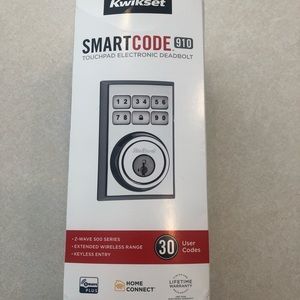 Kwikset
SMARTCODE 910
TOUCHPAD ELECTRONIC DEADBOLT
1 2 3 4 5 6
7 8 9 0
Kwikset
• Z-WAVE 500 SERIES
• EXTENDED WIRELESS RANGE
• KEYLESS ENTRY
30 User
Codes
Z WAVE
PLUS
HOME
CONNECT
LIFETIME
WARRANTY